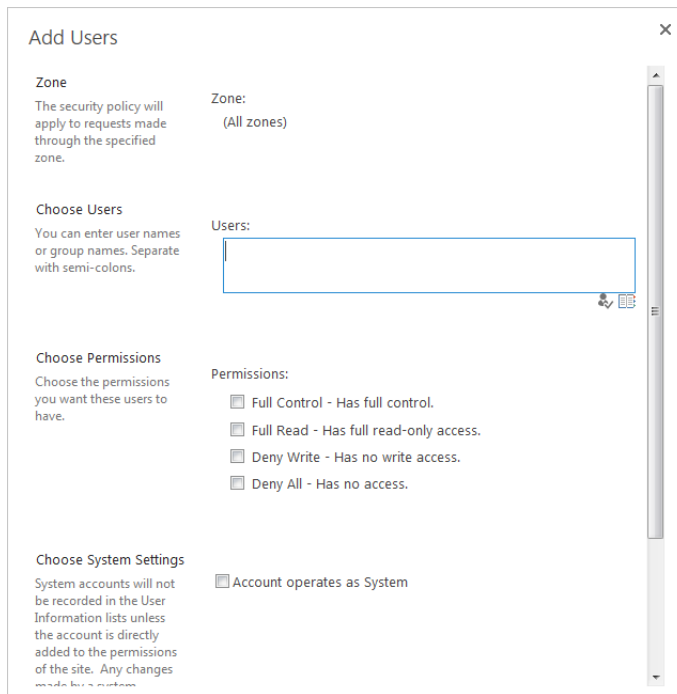 Add Users
Zone
The security policy will
apply to requests made
through the specified
zone.
Zone:
(All zones)
Choose Users
You can enter user names
or group names. Separate
with semi-colons.
Users:
Choose Permissions
Choose the permissions
you want these users to
have.
Permissions:
Full Control - Has full control.
Full Read - Has full read-only access.
Deny Write - Has no write access.
Deny All - Has no access.
Choose System Settings
System accounts will not
be recorded in the User
Information lists unless
the account is directly
added to the permissions
of the site. Any changes
made by a system
Account operates as System